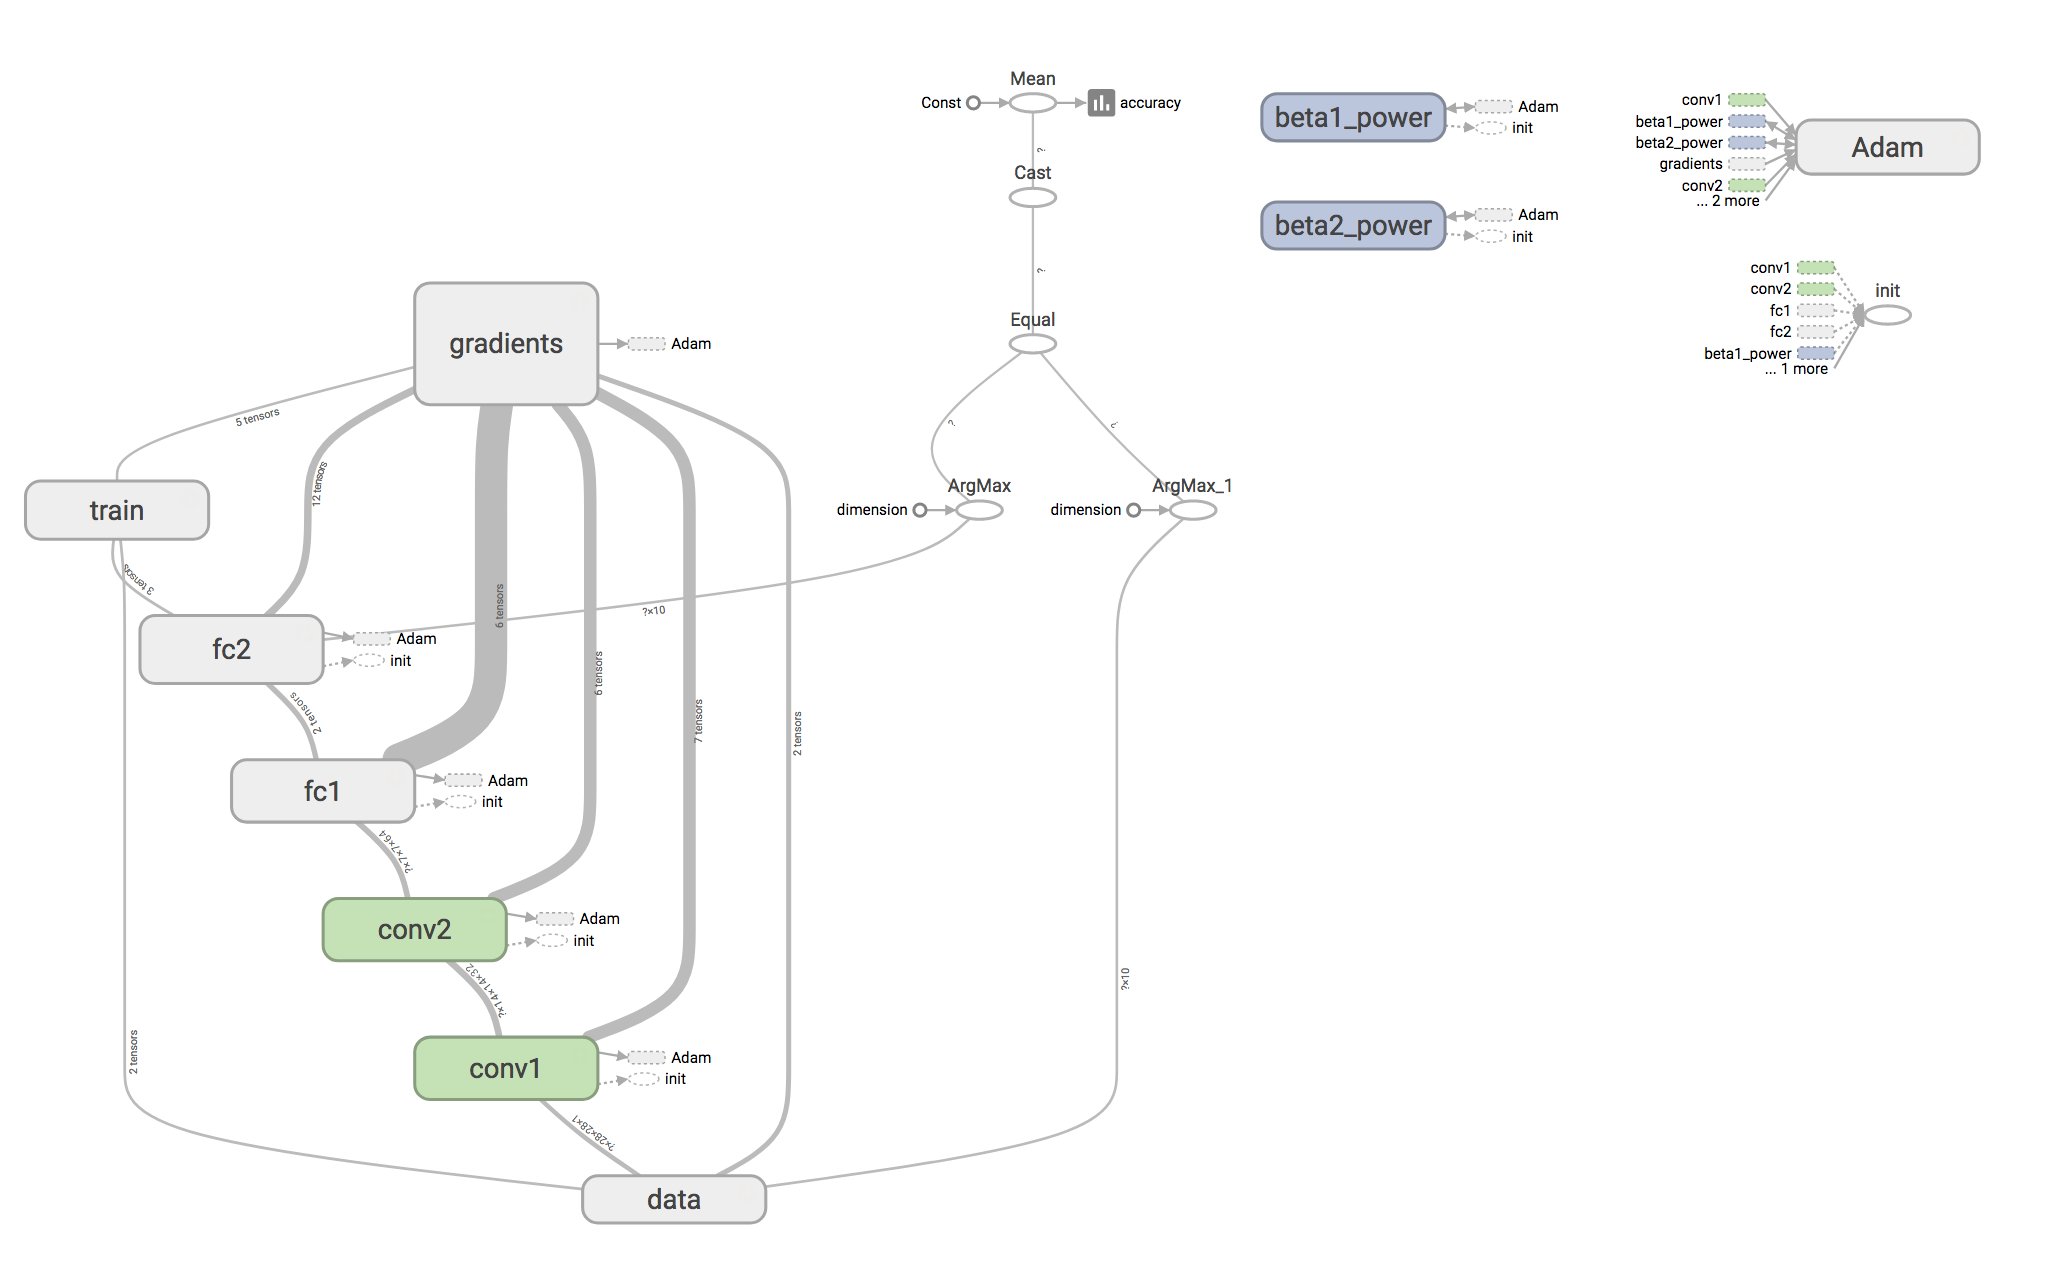 Mean
Const
accuracy
?
Cast
?
Equal
?
?
ArgMax
dimension
ArgMax_1
dimension
?×10
?×10
beta1_power
Adam
init
beta2_power
Adam
init
conv1
beta1_power
beta2_power
gradients
conv2
... 2 more
Adam
conv1
conv2
fc1
fc2
beta1_power
... 1 more
init
gradients
Adam
5 tensors
12 tensors
6 tensors
6 tensors
7 tensors
2 tensors
train
3 tensors
2 tensors
fc2
Adam
init
2 tensors
fc1
Adam
init
?×7×7×64
conv2
Adam
init
?×14×14×32
conv1
Adam
init
?×28×28×1
data